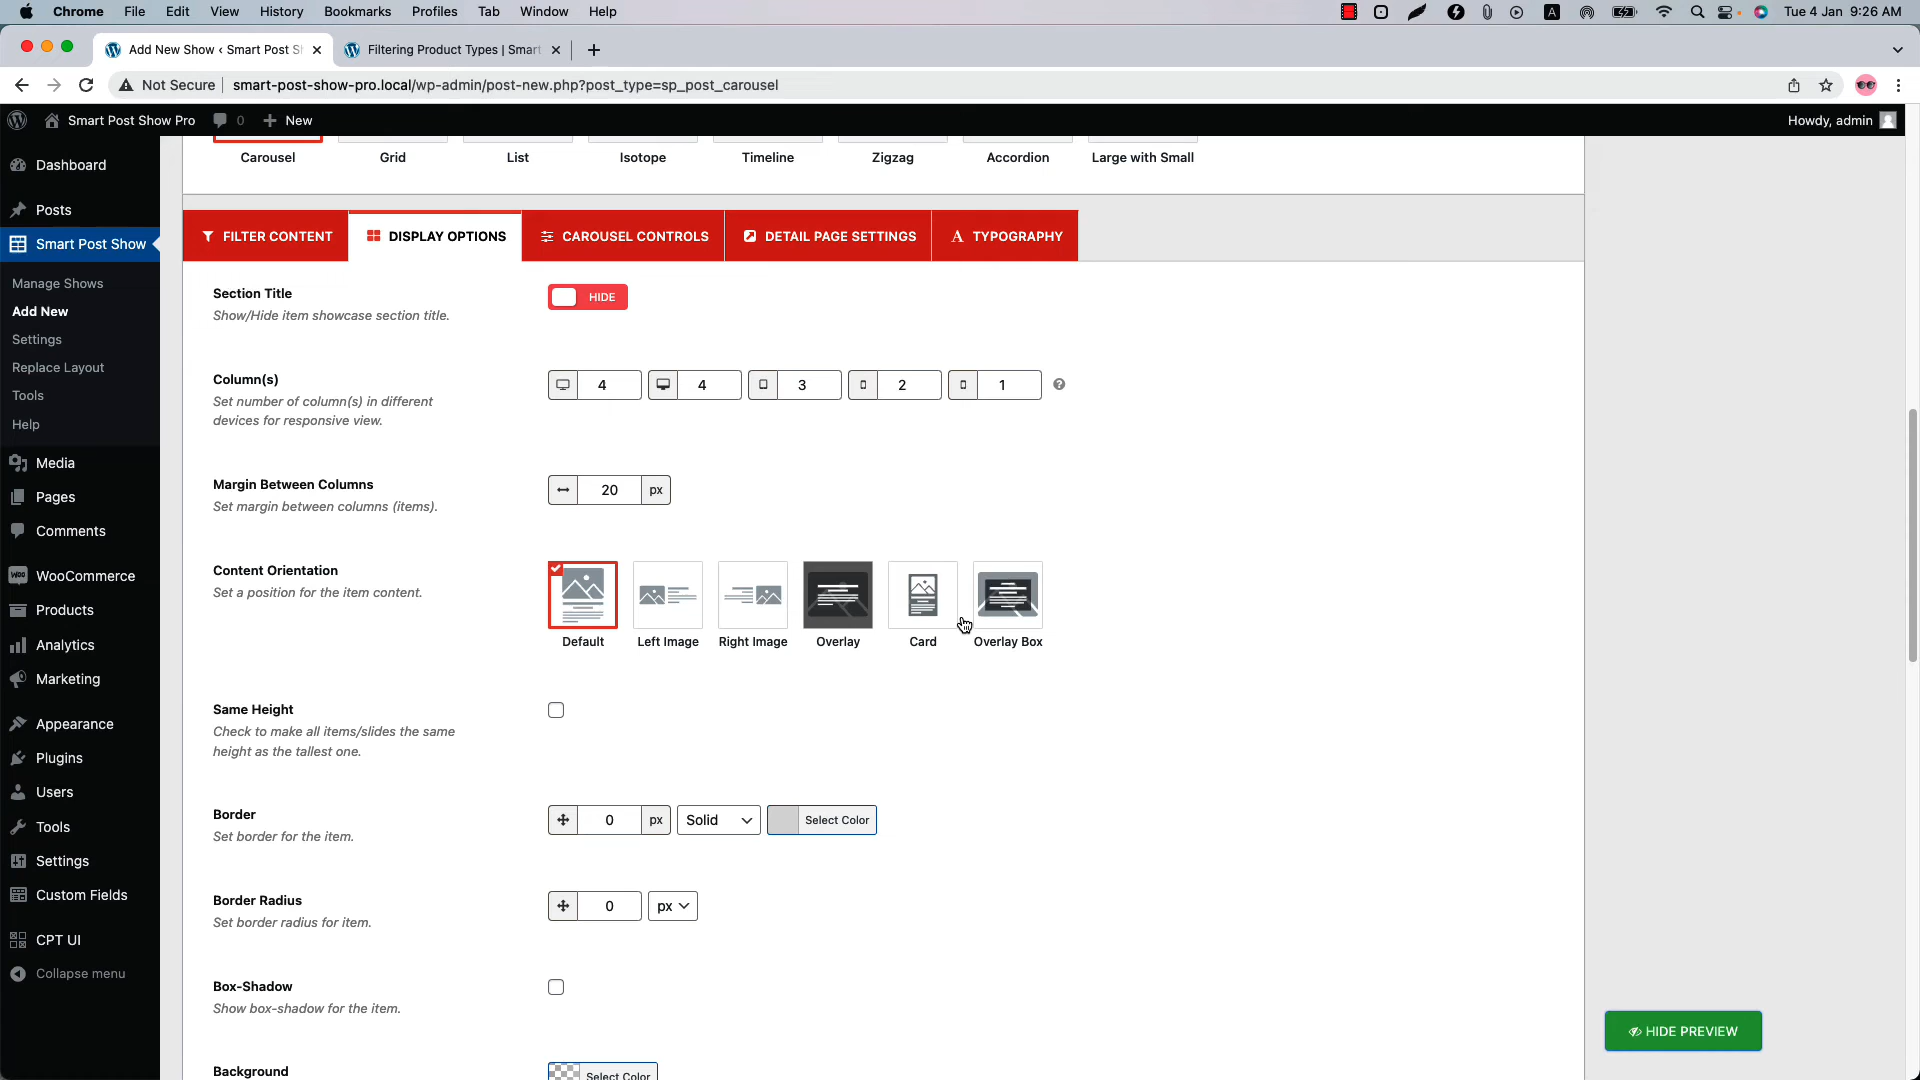 Chrome File Edit View History Bookmarks Profiles Tab Window Help A Tue 4 Jan 9:26 AM
Add New Show ‹ Smart Post S Filtering Product Types | Smart
Not Secure smart-post-show-pro.local/wp-admin/post-new.php?post_type=sp_post_carousel
Smart Post Show Pro 0 New Howdy, admin
Carousel Grid List Isotope Timeline Zigzag Accordion Large with Small
Dashboard
Posts
Smart Post Show
Manage Shows
Add New
Settings
Replace Layout
Tools
Help
Media
Pages
Comments
WooCommerce
Products
Analytics
Marketing
Appearance
Plugins
Users
Tools
Settings
Custom Fields
CPT UI
Collapse menu
FILTER CONTENT DISPLAY OPTIONS CAROUSEL CONTROLS DETAIL PAGE SETTINGS A TYPOGRAPHY
Section Title HIDE
Show/Hide item showcase section title.
Column(s) 4 4 3 2 1 ?
Set number of column(s) in different
devices for responsive view.
Margin Between Columns 20 px
Set margin between columns (items).
Content Orientation
Set a position for the item content.
Default Left Image Right Image Overlay Card Overlay Box
Same Height
Check to make all items/slides the same
height as the tallest one.
Border 0 px Solid Select Color
Set border for the item.
Border Radius 0 px
Set border radius for item.
Box-Shadow
Show box-shadow for the item.
Background Select Color
HIDE PREVIEW